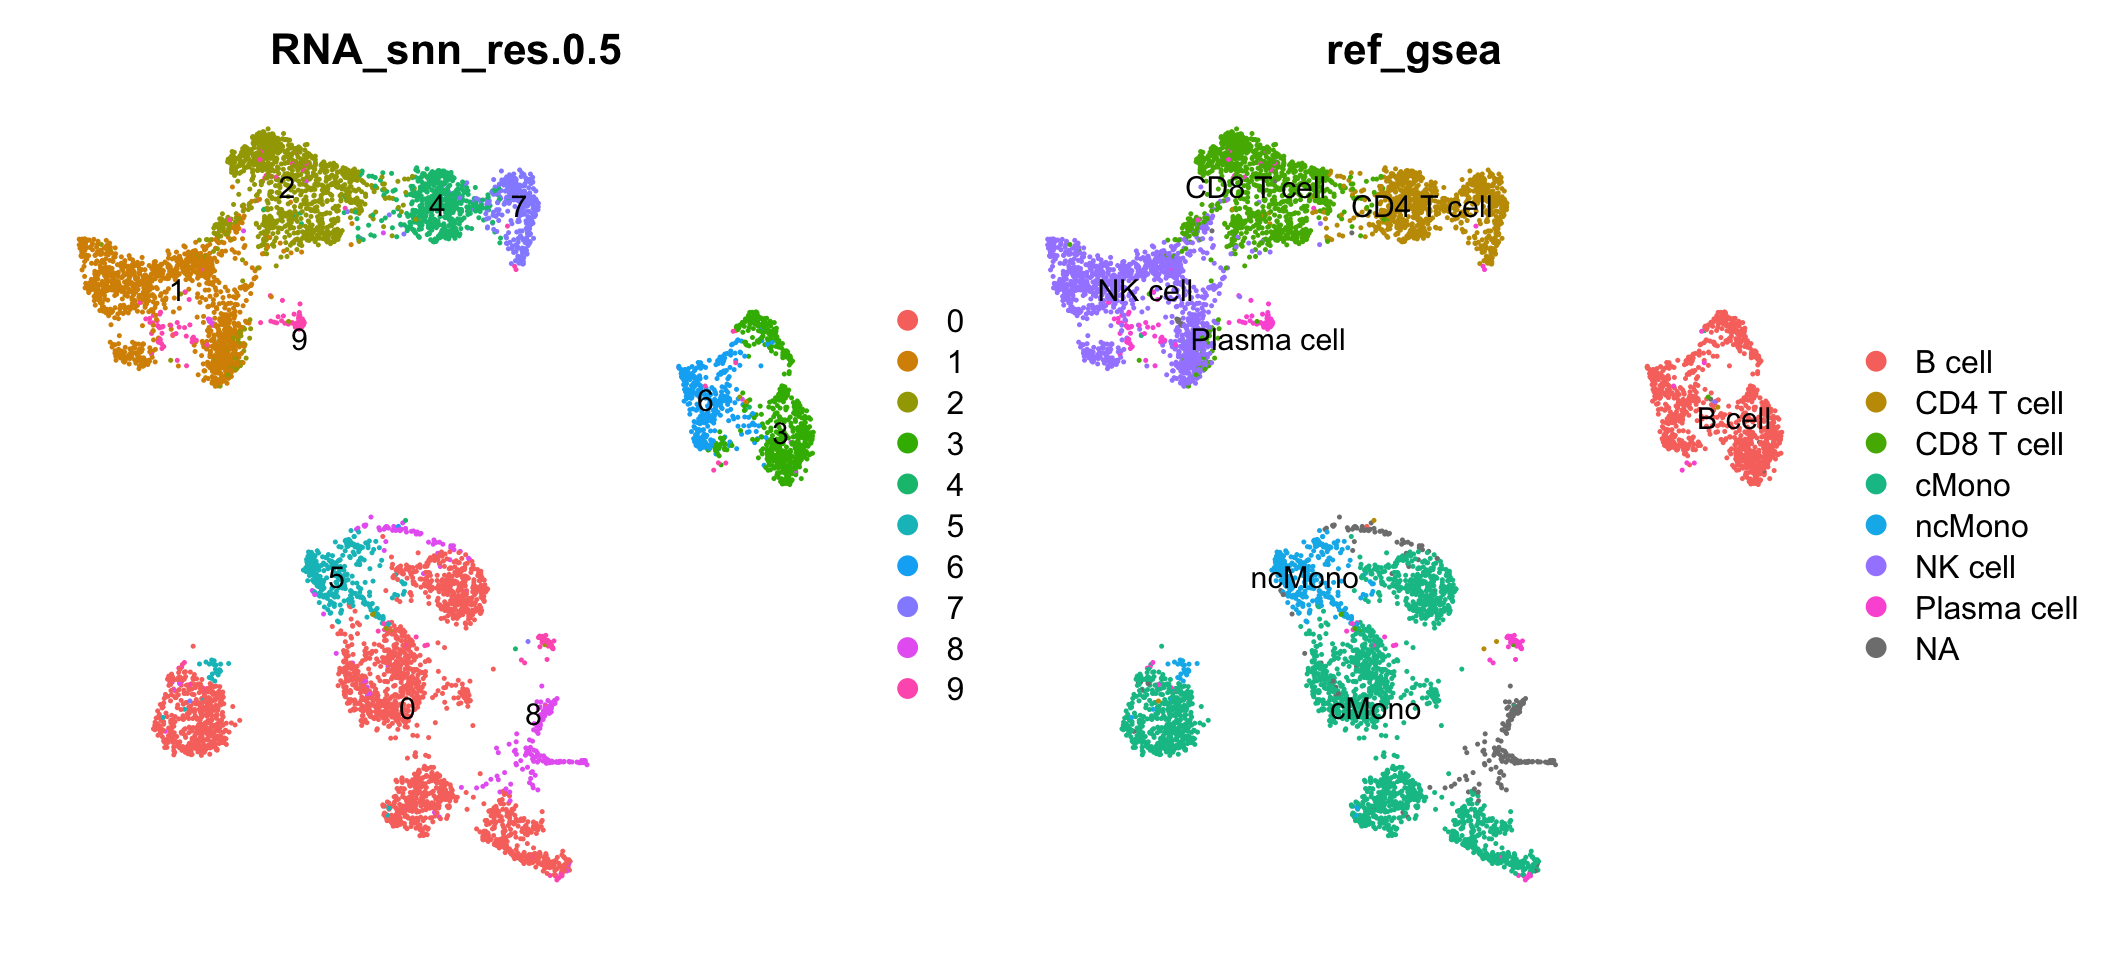 RNA_snn_res.0.5
2
4
7
1
9
6
3
5
0
8
0
1
2
3
4
5
6
7
8
9
ref_gsea
CD8 T cell
CD4 T cell
NK cell
Plasma cell
B cell
ncMono
cMono
B cell
CD4 T cell
CD8 T cell
cMono
ncMono
NK cell
Plasma cell
NA